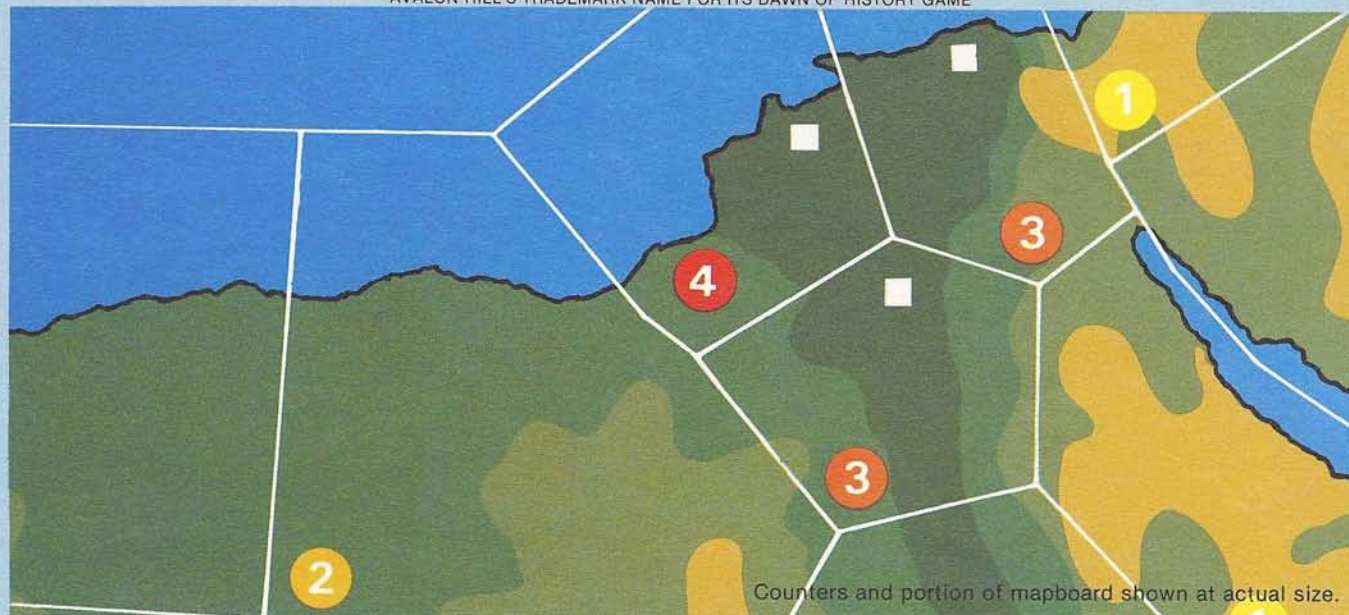 AVALON HILL'S TRADEMARK NAME FOR ITS DAWN OF HISTORY GAME
1
3
4
3
2
Counters and portion of mapboard shown at actual size.